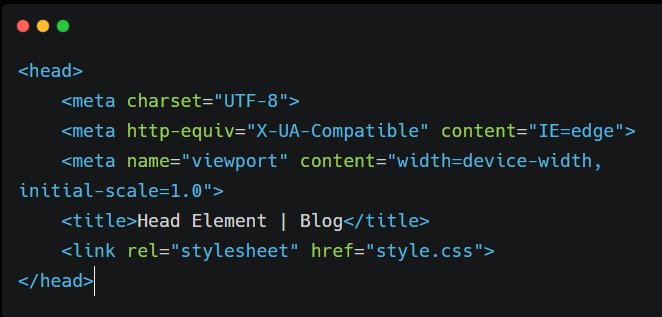 <head>
    <meta charset="UTF-8">
    <meta http-equiv="X-UA-Compatible" content="IE=edge">
    <meta name="viewport" content="width=device-width,
initial-scale=1.0">
    <title>Head Element | Blog</title>
    <link rel="stylesheet" href="style.css">
</head>